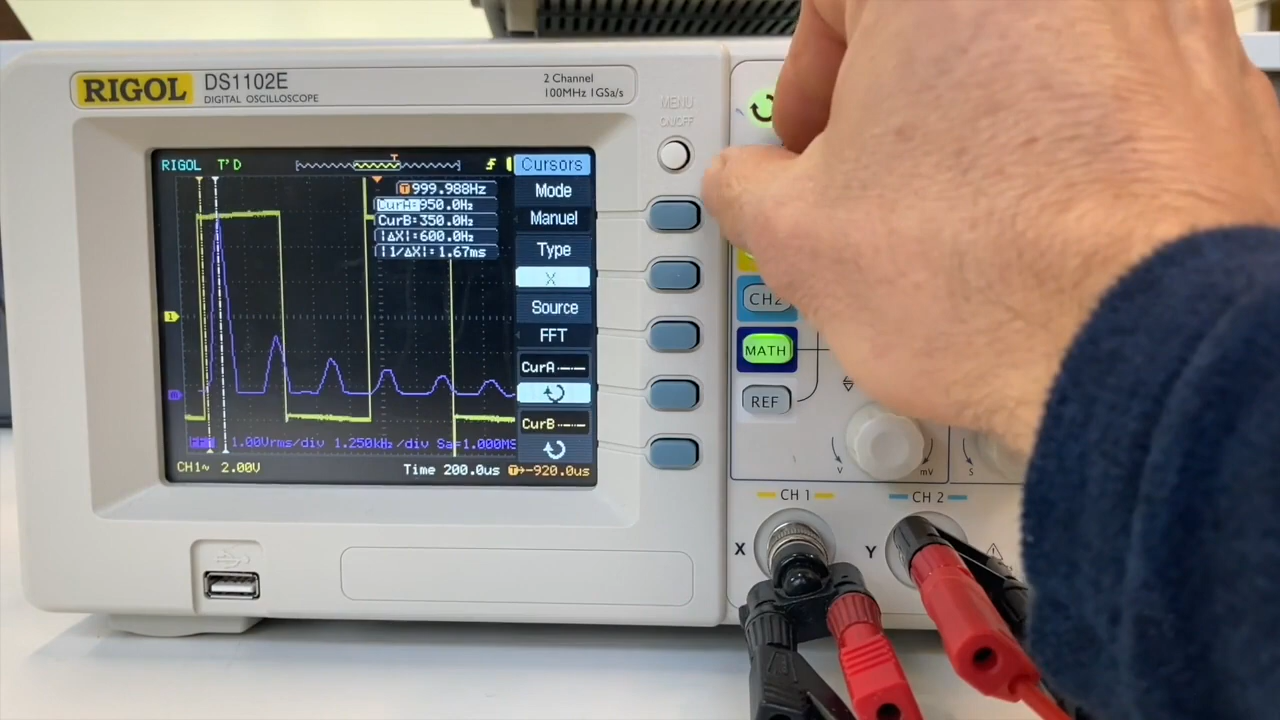 RIGOL DS1102E
DIGITAL OSCILLOSCOPE
2 Channel
100MHz 1GSa/s
MENU
ON/OFF
RIGOL T'D
T
Cursors
Mode
Manuel
Type
X
Source
FFT
CurA
CurB
T 999.988Hz
CurA=950.0Hz
CurB=350.0Hz
|ΔX|=600.0Hz
|1/ΔX|=1.67ms
1
FFT 1.00Vrms/div 1.250kHz/div Sa=1.000MS
CH1~ 2.00V Time 200.0us T→-920.0us
CH2
MATH
REF
V mV
S
CH 1
CH 2
X
Y